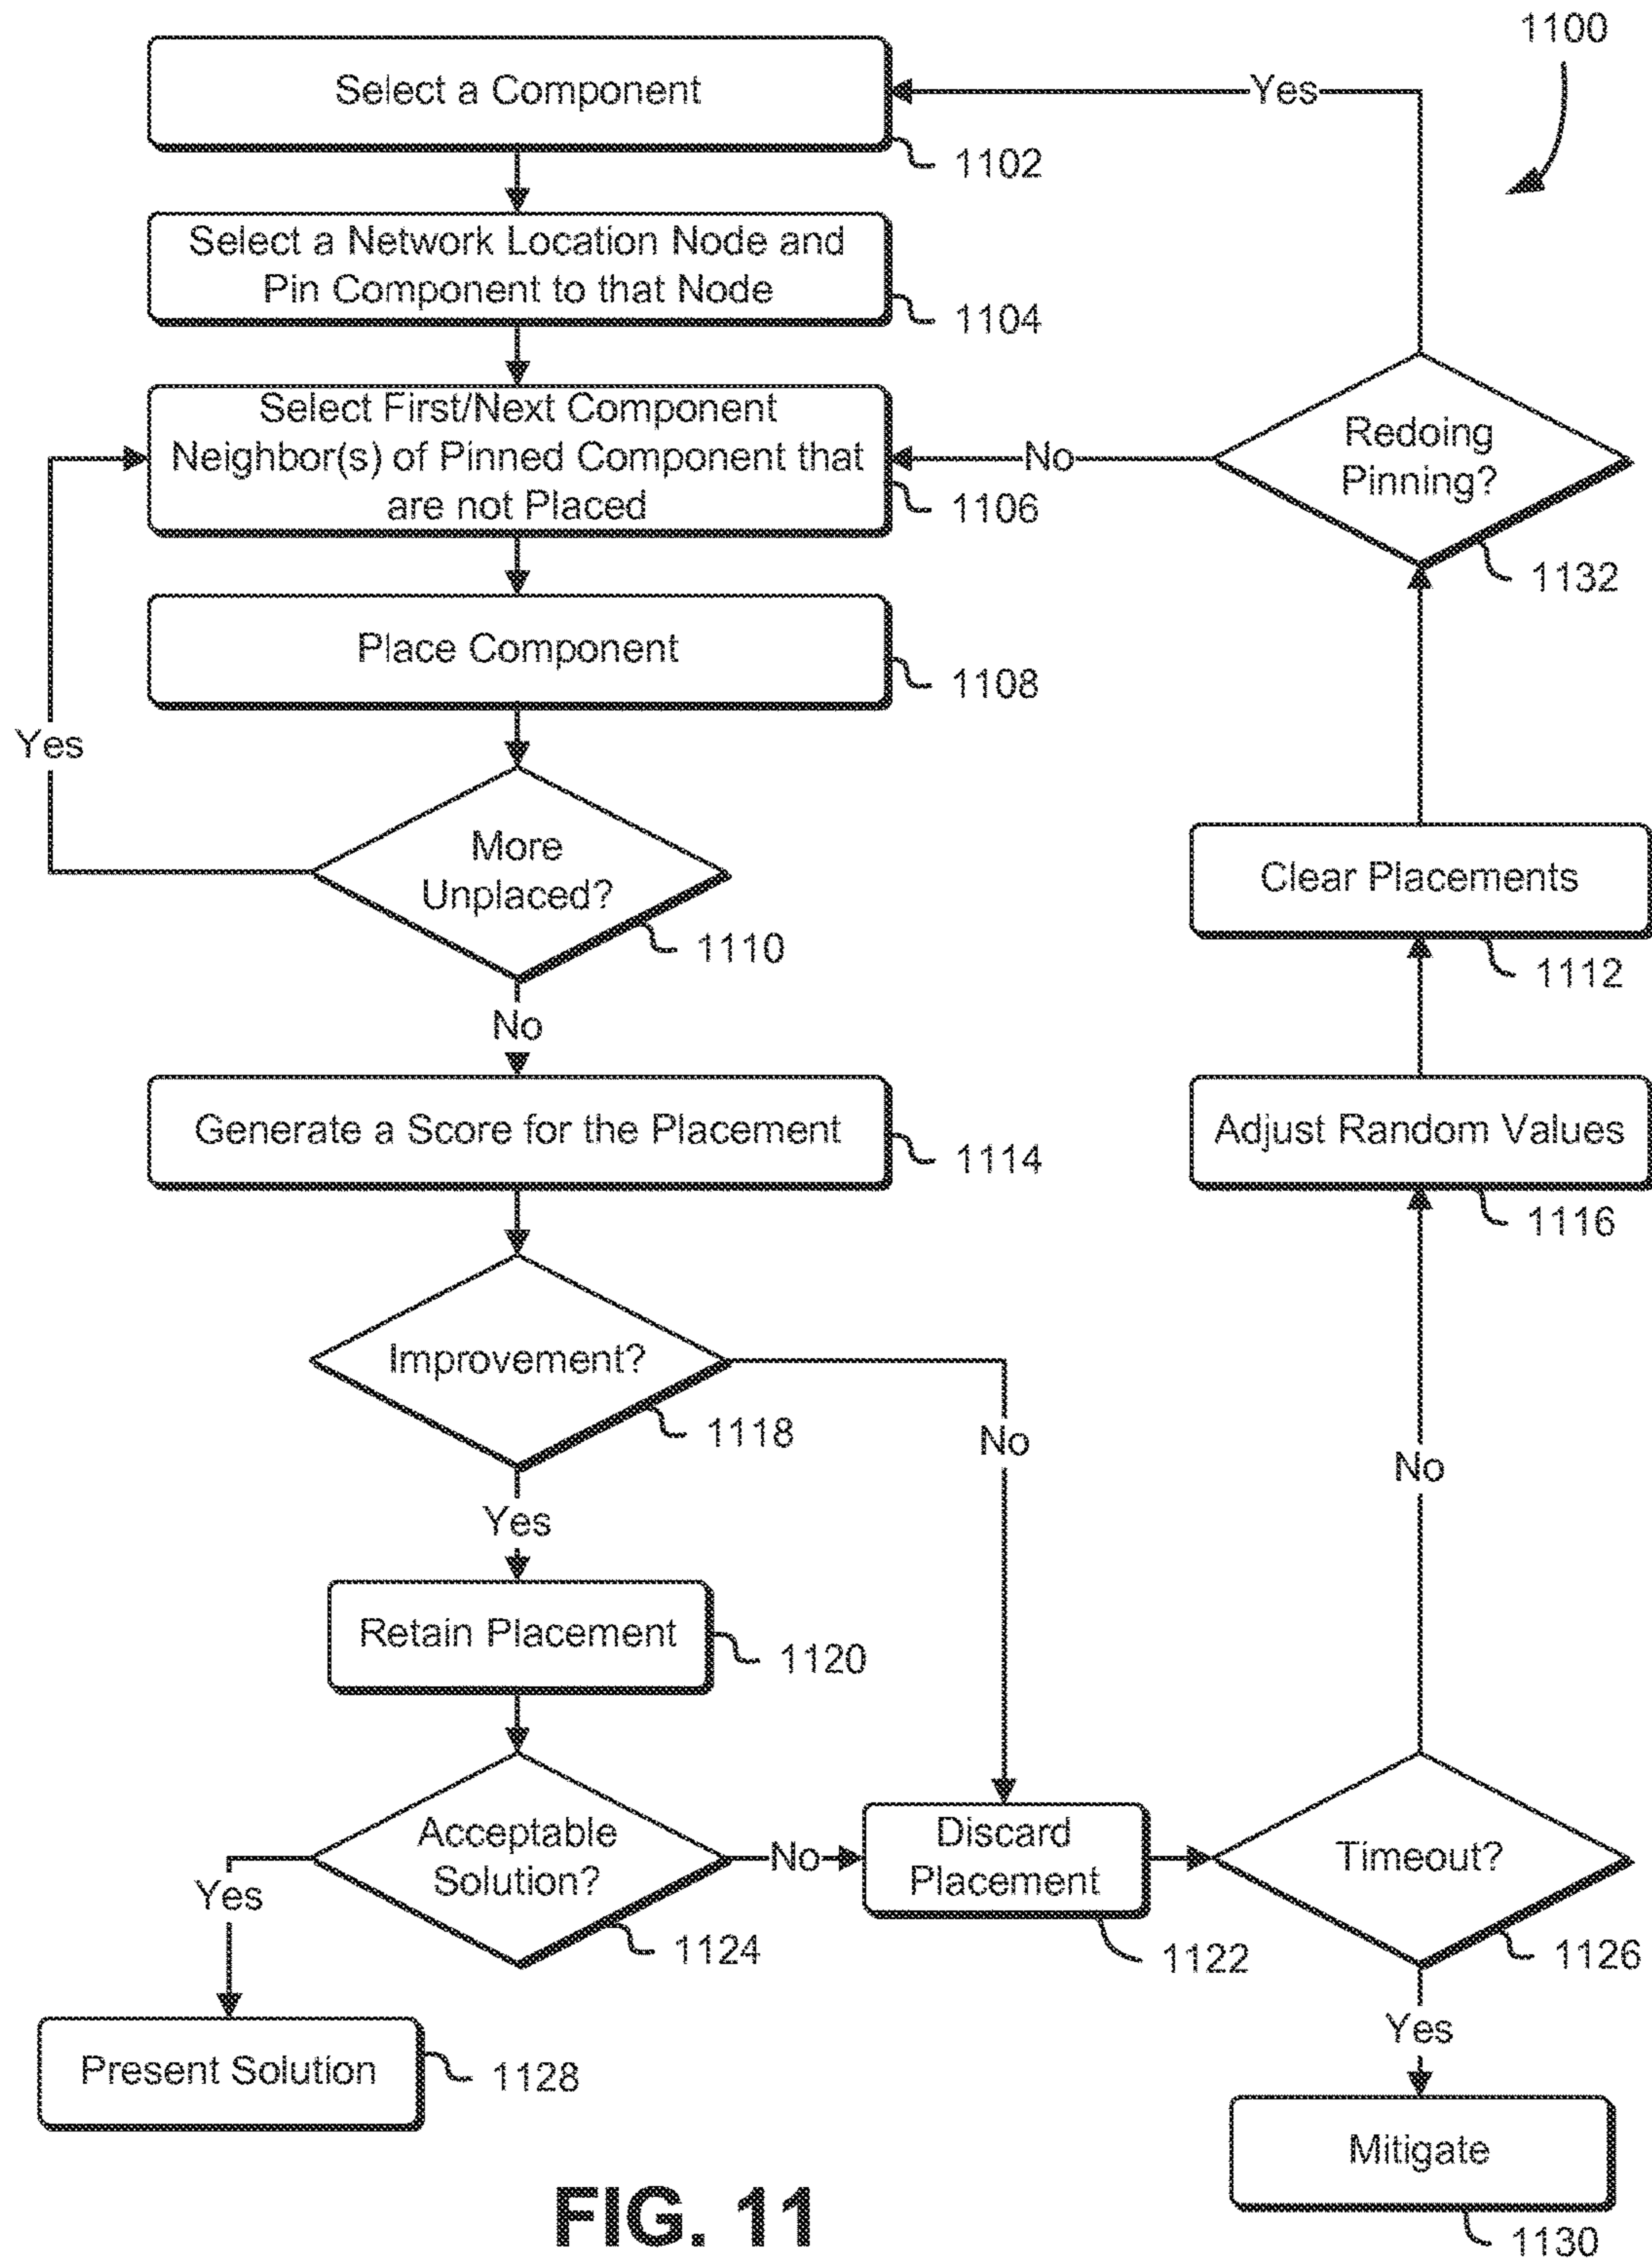 1100
Select a Component
Yes
1102
Select a Network Location Node and
Pin Component to that Node
1104
Select First/Next Component
Neighbor(s) of Pinned Component that
are not Placed
1106
No
Redoing
Pinning?
1132
Place Component
1108
Yes
More
Unplaced?
1110
Clear Placements
1112
No
Generate a Score for the Placement
1114
Adjust Random Values
1116
Improvement?
1118
No
No
Yes
Retain Placement
1120
Acceptable
Solution?
1124
No
Discard
Placement
1122
Timeout?
1126
Yes
Yes
Present Solution
1128
Mitigate
1130
FIG. 11